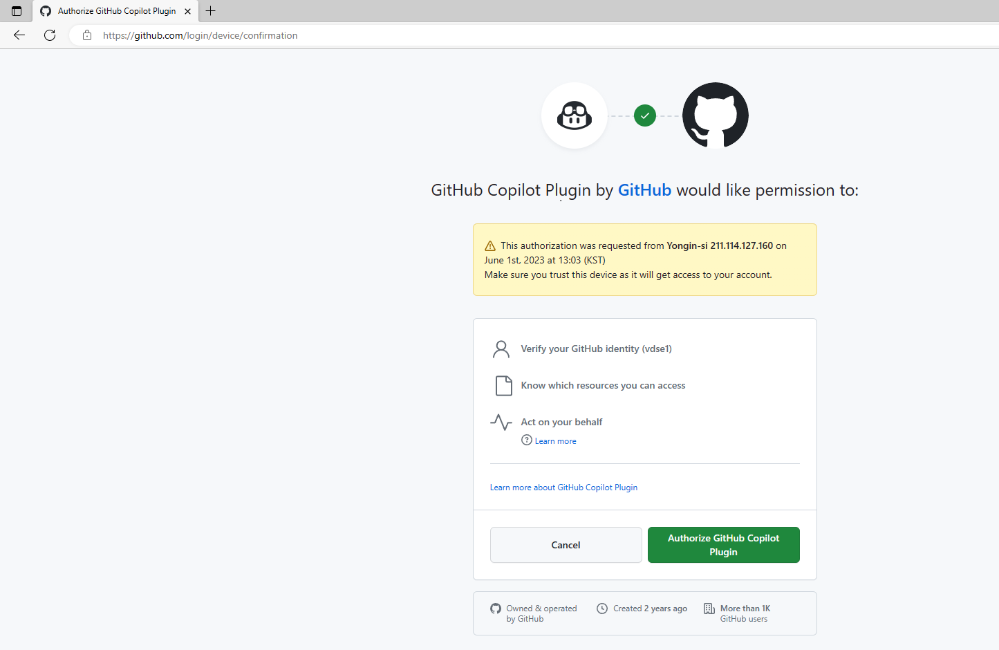 Authorize GitHub Copilot Plugin
https://github.com/login/device/confirmation
GitHub Copilot Plugin by GitHub would like permission to:
This authorization was requested from Yongin-si 211.114.127.160 on
June 1st, 2023 at 13:03 (KST)
Make sure you trust this device as it will get access to your account.
Verify your GitHub identity (vdse1)
Know which resources you can access
Act on your behalf
Learn more
Learn more about GitHub Copilot Plugin
Cancel
Authorize GitHub Copilot
Plugin
Owned & operated
by GitHub
Created 2 years ago
More than 1K
GitHub users